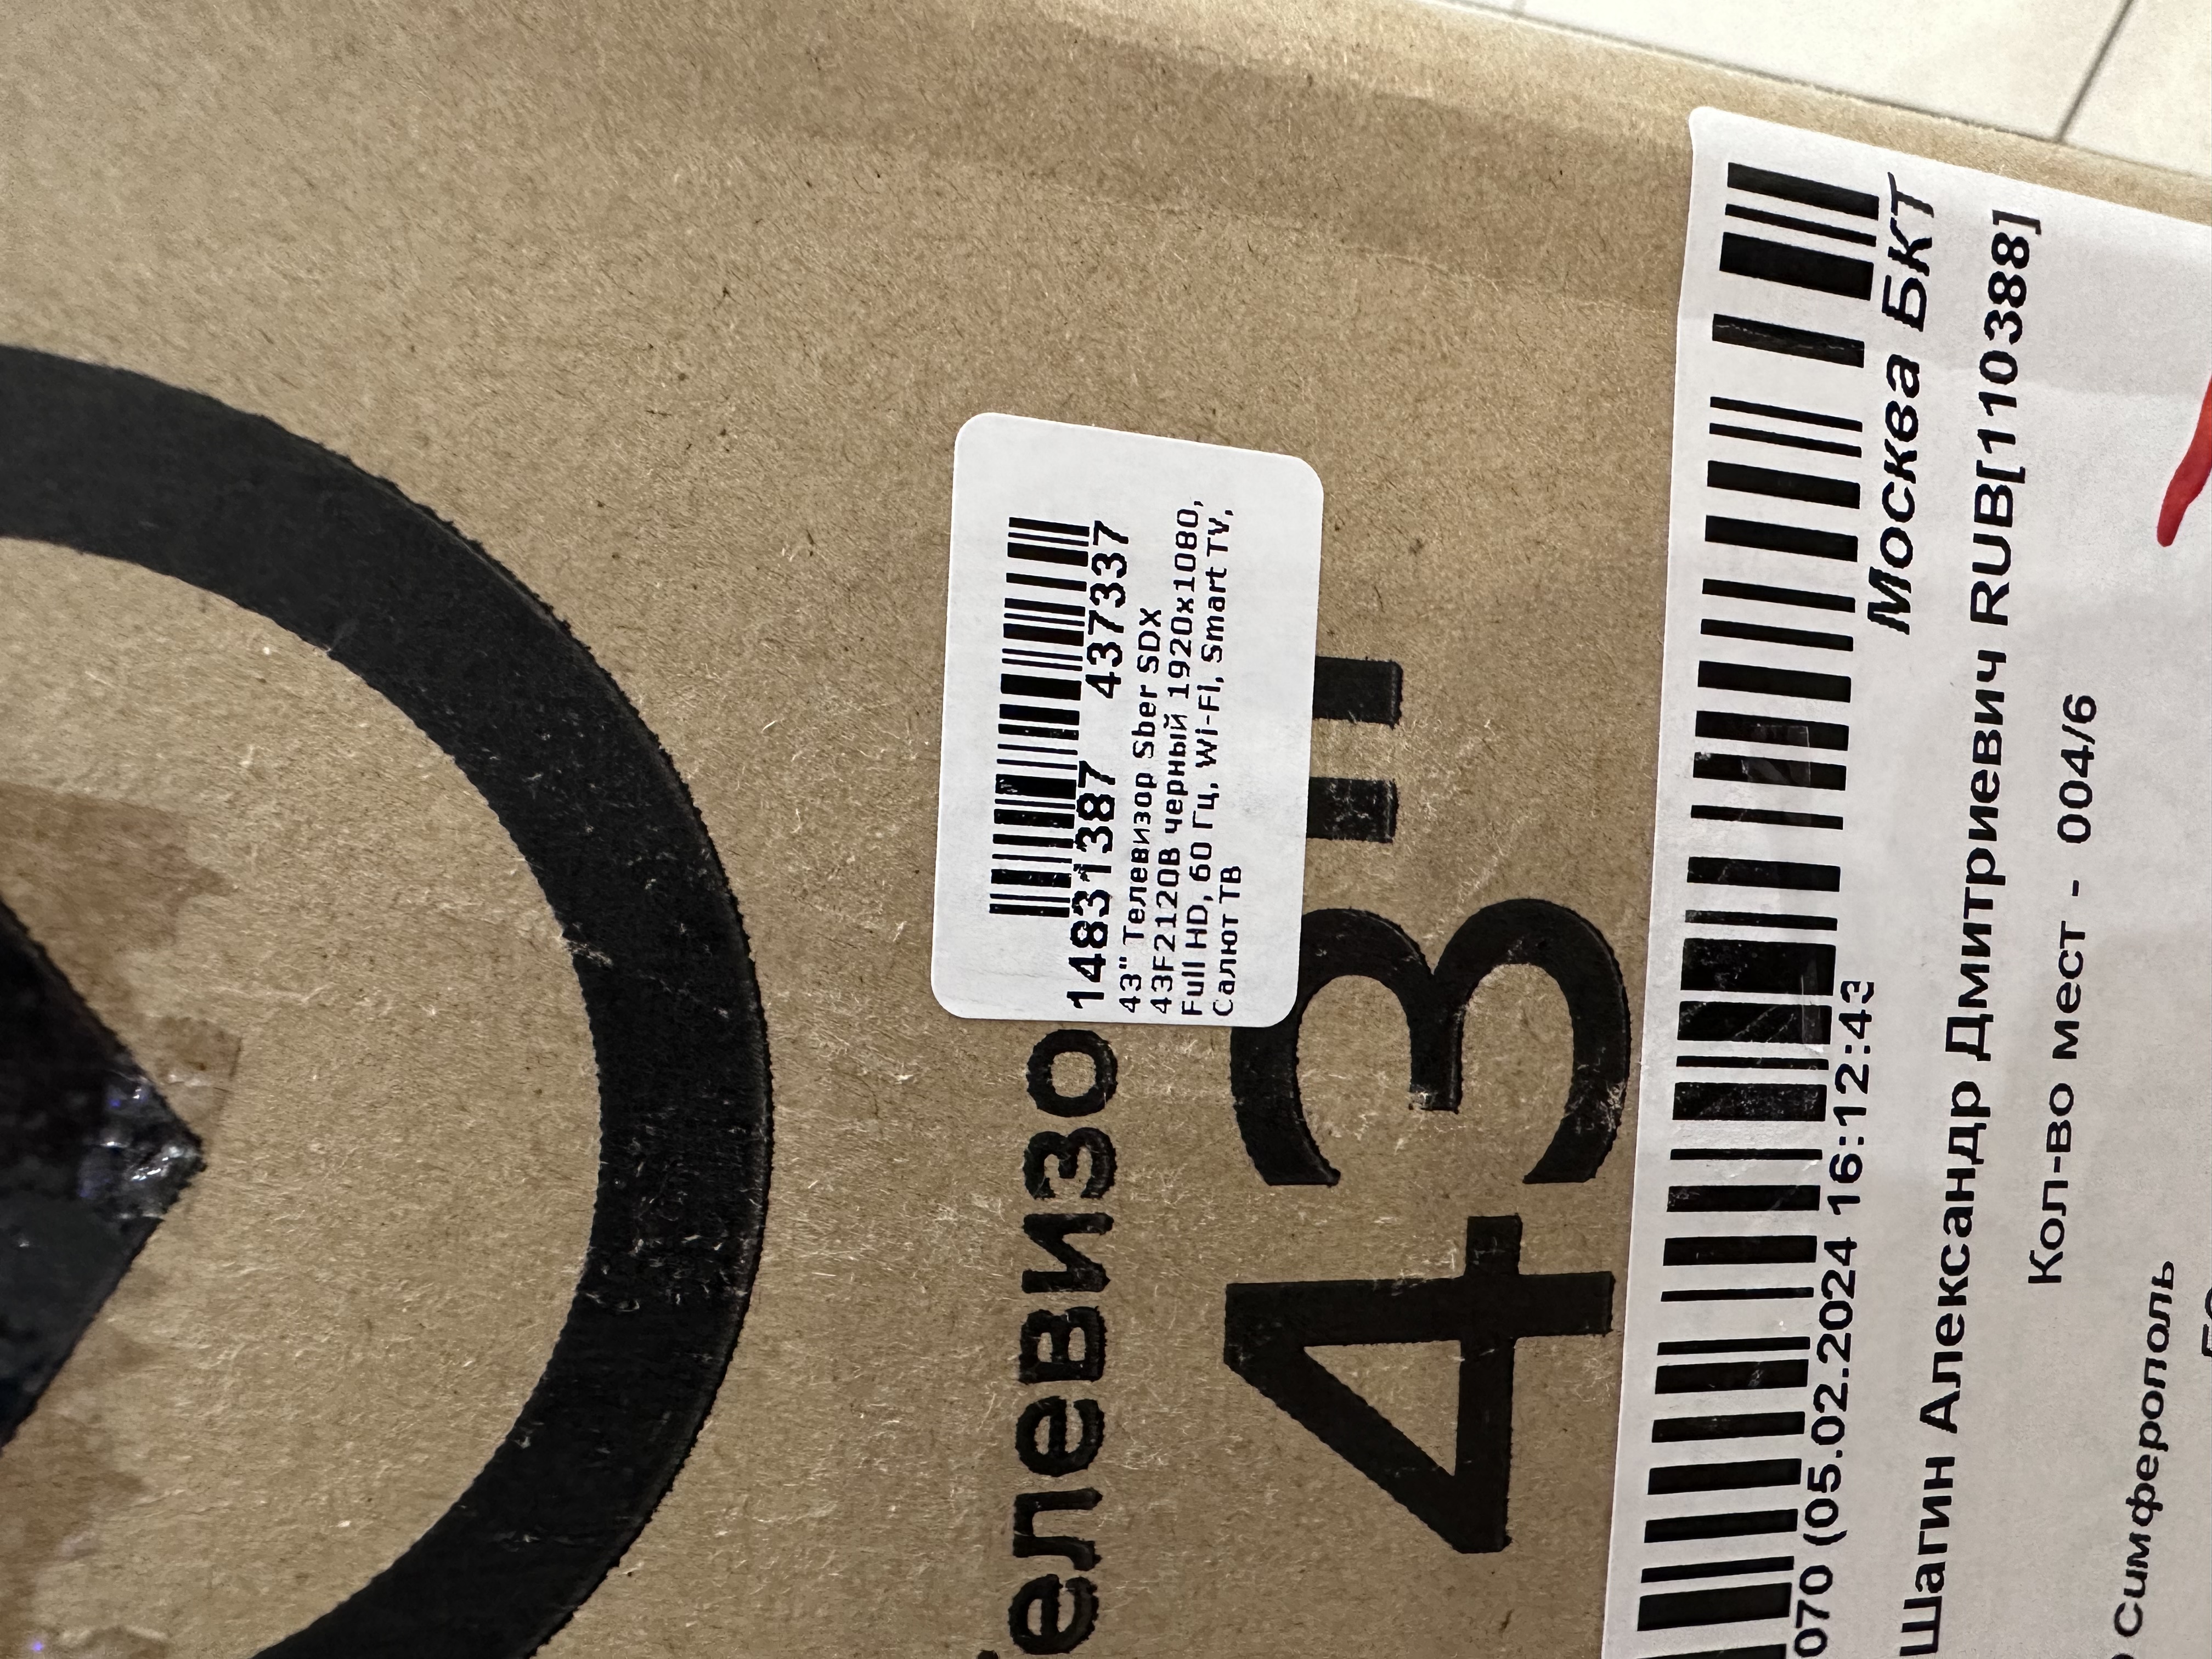 елевизо
43"
14831387 437337
43" Телевизор Sber SDX
43F2120B черный 1920x1080,
Full HD, 60 Гц, Wi-Fi, Smart TV,
Салют ТВ
070 (05.02.2024 16:12:43
Москва БКТ
Шагин Александр Дмитриевич RUB[110388]
Кол-во мест - 004/6
Симферополь